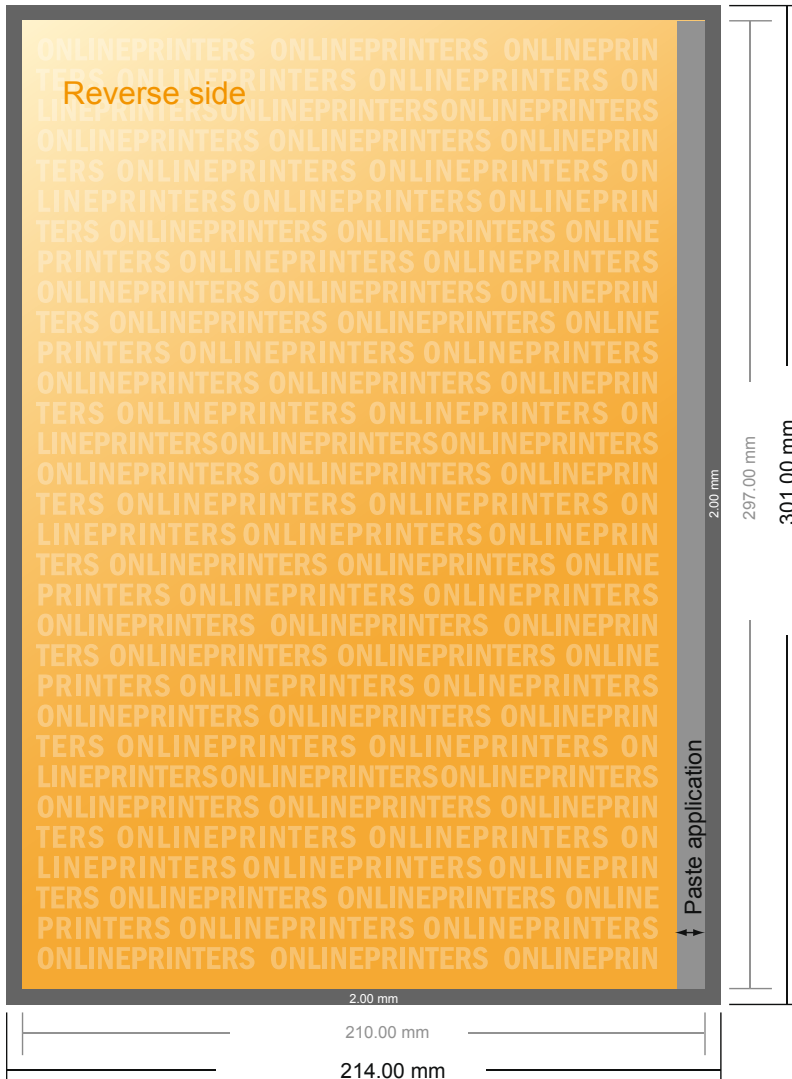 ONLINEPRINTERS ONLINEPRINTERS ONLINEPRIN
TERS ONLINEPRINTERS ONLINEPRINTERS ON
Reverse side
LINEPRINTERSONLINEPRINTERSONLINEPRINTERS
ONLINEPRINTERS ONLINEPRINTERS ONLINEPRIN
TERS ONLINEPRINTERS ONLINEPRINTERS ON
LINEPRINTERS ONLINEPRINTERS ONLINEPRIN
TERS ONLINEPRINTERS ONLINEPRINTERS ONLINE
PRINTERS ONLINEPRINTERS ONLINEPRINTERS
ONLINEPRINTERS ONLINEPRINTERS ONLINEPRIN
TERS ONLINEPRINTERS ONLINEPRINTERS ONLINE
PRINTERS ONLINEPRINTERS ONLINEPRINTERS
ONLINEPRINTERS ONLINEPRINTERS ONLINEPRIN
TERS ONLINEPRINTERS ONLINEPRINTERS ON
LINEPRINTERSONLINEPRINTERSONLINEPRINTERS
ONLINEPRINTERS ONLINEPRINTERS ONLINEPRIN
TERS ONLINEPRINTERS ONLINEPRINTERS ON
LINEPRINTERS ONLINEPRINTERS ONLINEPRIN
TERS ONLINEPRINTERS ONLINEPRINTERS ONLINE
PRINTERS ONLINEPRINTERS ONLINEPRINTERS
ONLINEPRINTERS ONLINEPRINTERS ONLINEPRIN
TERS ONLINEPRINTERS ONLINEPRINTERS ONLINE
PRINTERS ONLINEPRINTERS ONLINEPRINTERS
ONLINEPRINTERS ONLINEPRINTERS ONLINEPRIN
TERS ONLINEPRINTERS ONLINEPRINTERS ON
LINEPRINTERSONLINEPRINTERSONLINEPRINTERS
ONLINEPRINTERS ONLINEPRINTERS ONLINEPRIN
TERS ONLINEPRINTERS ONLINEPRINTERS ON
LINEPRINTERS ONLINEPRINTERS ONLINEPRIN
TERS ONLINEPRINTERS ONLINEPRINTERS ONLINE
PRINTERS ONLINEPRINTERS ONLINEPRINTERS
ONLINEPRINTERS ONLINEPRINTERS ONLINEPRIN
Paste application
2.00 mm
297.00 mm
301.00 mm
2.00 mm
210.00 mm
214.00 mm